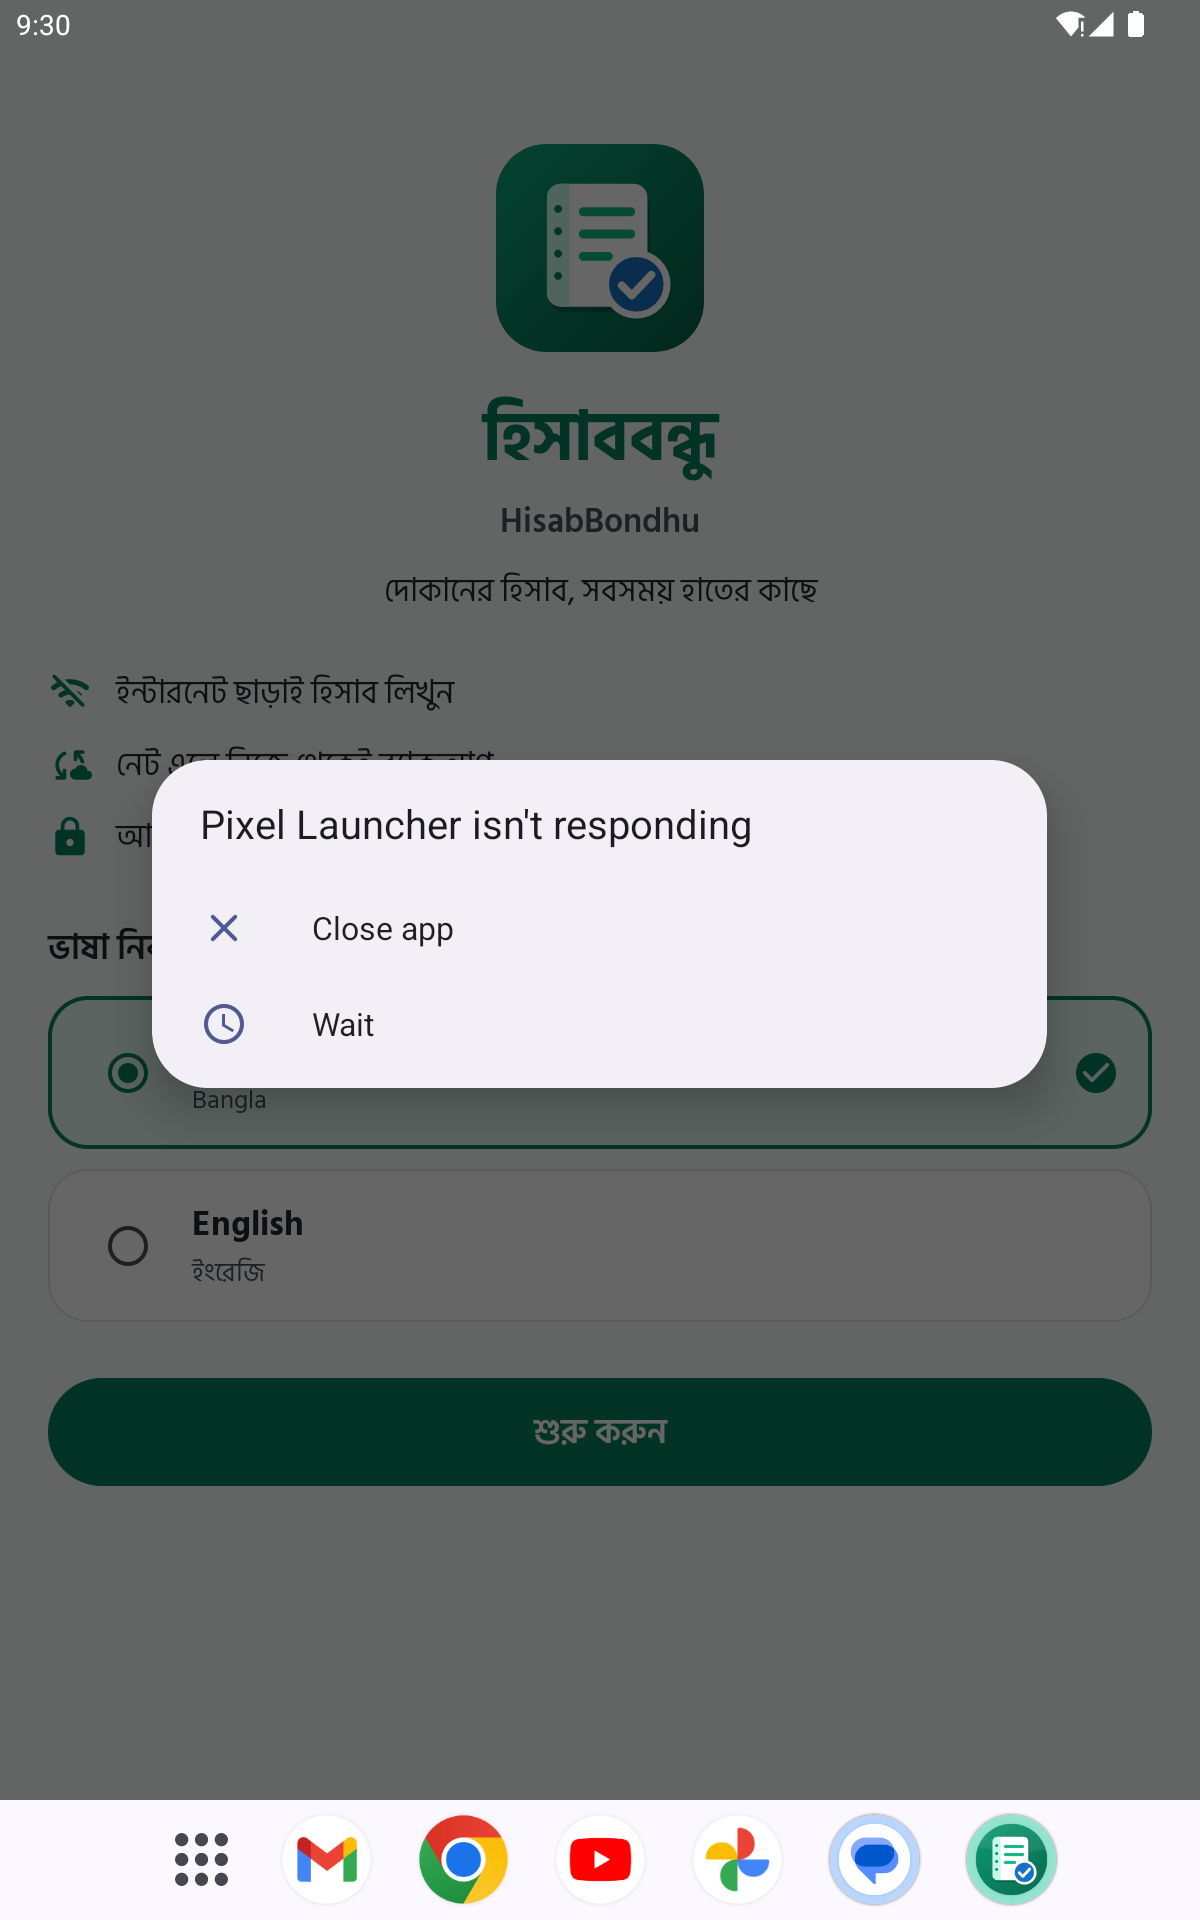 9:30
হিসাববন্ধু
HisabBondhu
দোকানের হিসাব, সবসময় হাতের কাছে
ইন্টারনেট ছাড়াই হিসাব লিখুন
নেট
Pixel Launcher isn't responding
Close app
Wait
ভাষা
Bangla
English
ইংরেজি
শুরু করুন